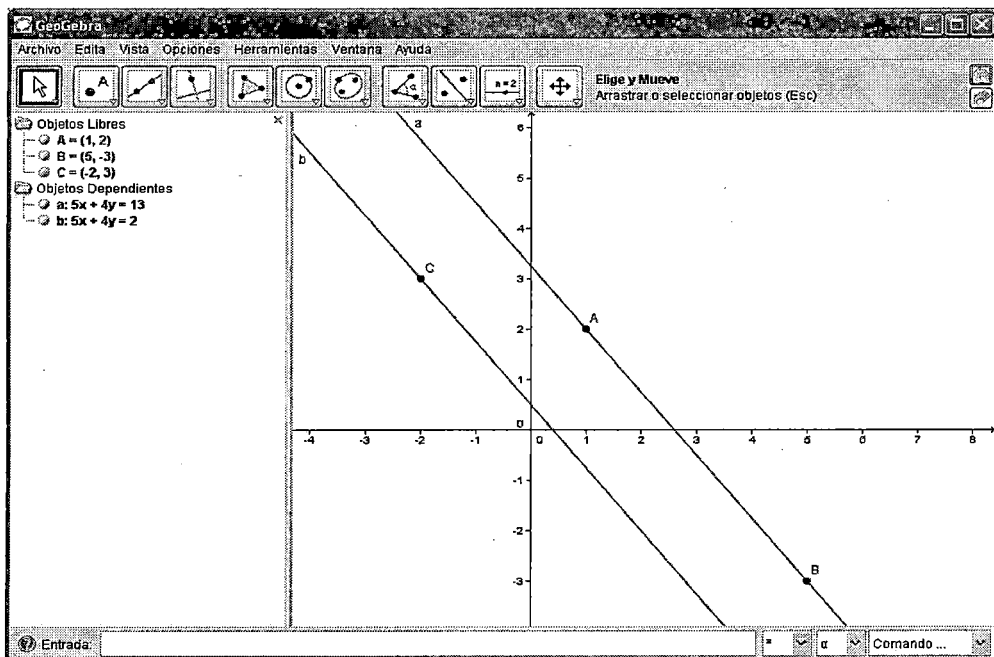 GeoGebra
Archivo Edita Vista Opciones Herramientas Ventana Ayuda
A
α
a=2
Elige y Mueve
Arrastrar o seleccionar objetos (Esc)
Objetos Libres
A = (1, 2)
B = (5, -3)
C = (-2, 3)
Objetos Dependientes
a: 5x + 4y = 13
b: 5x + 4y = 2
a
b
C
A
B
6
5
4
3
2
1
0
-4 -3 -2 -1 0 1 2 3 4 5 6 7 8
-1
-2
-3
Entrada:
α
Comando ...